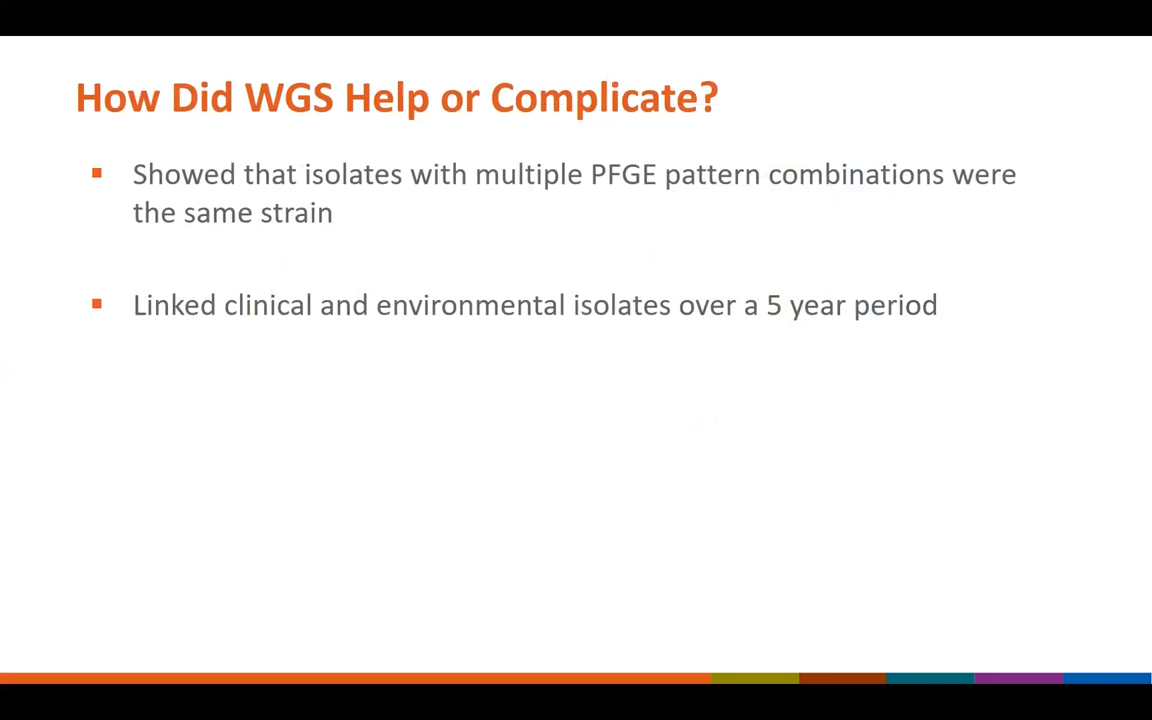 How Did WGS Help or Complicate?
Showed that isolates with multiple PFGE pattern combinations were
the same strain
Linked clinical and environmental isolates over a 5 year period